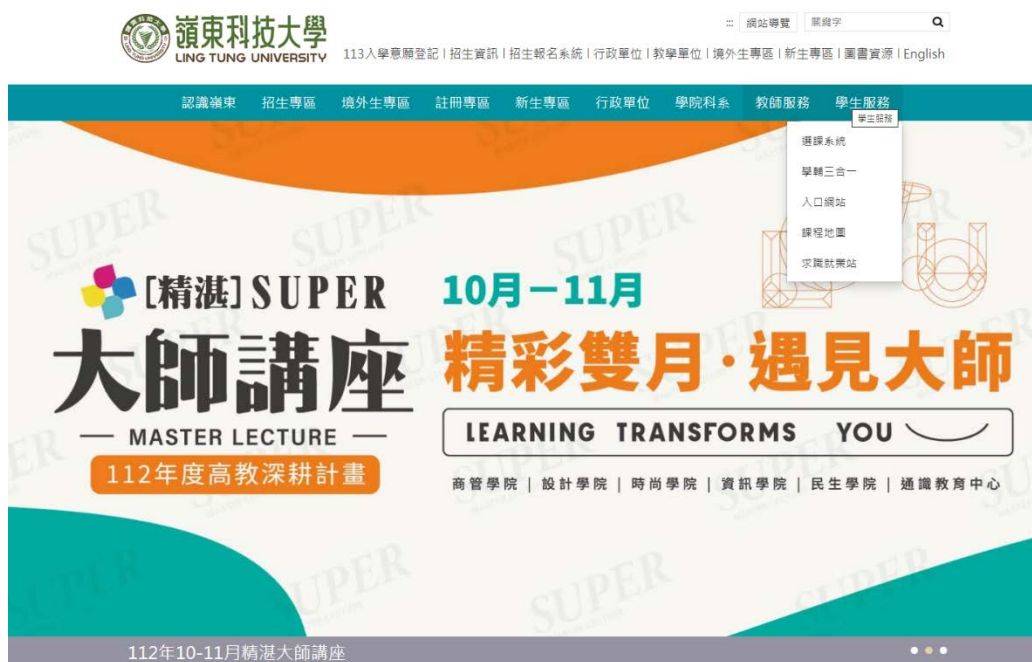 ::: 網站導覽 關鍵字
嶺東科技大學
LING TUNG UNIVERSITY
113入學意願登記 | 招生資訊 | 招生報名系統 | 行政單位 | 教學單位 | 境外生專區 | 新生專區 | 圖書資源 | English
認識嶺東 招生專區 境外生專區 註冊專區 新生專區 行政單位 學院科系 教師服務 學生服務
學生服務
選課系統
學輔三合一
入口網站
課程地圖
求職就業站
[精湛] SUPER
大師講座
MASTER LECTURE
112年度高教深耕計畫
10月－11月
精彩雙月·遇見大師
LEARNING TRANSFORMS YOU
商管學院 | 設計學院 | 時尚學院 | 資訊學院 | 民生學院 | 通識教育中心
SUPER
112年10-11月精湛大師講座